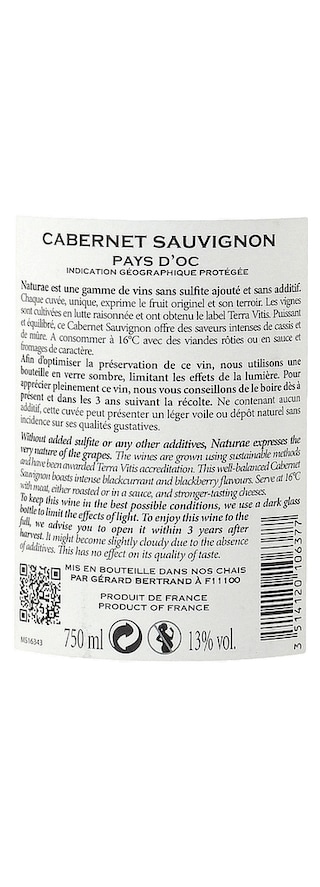 CABERNET SAUVIGNON
PAYS D'OC
INDICATION GÉOGRAPHIQUE PROTÉGÉE
Naturae est une gamme de vins sans sulfite ajouté et sans additif.
Chaque cuvée, unique, exprime le fruit originel et son terroir. Les vignes
sont cultivées en lutte raisonnée et ont obtenu le label Terra Vitis. Puissant
et équilibré, ce Cabernet Sauvignon offre des saveurs intenses de cassis et
de mûre. A consommer à 16°C avec des viandes rôties ou en sauce et
fromages de caractère.
Afin d'optimiser la préservation de ce vin, nous utilisons une
bouteille en verre sombre, limitant les effets de la lumière. Pour
apprécier pleinement ce vin, nous vous conseillons de le boire dès à
présent et dans les 3 ans suivant la récolte. Ne contenant aucun
additif, cette cuvée peut présenter un léger voile ou dépôt naturel sans
incidence sur ses qualités gustatives.
Without added sulfite or any other additives, Naturae expresses the
very nature of the grapes. The wines are grown using sustainable methods
and have been awarded Terra Vitis accreditation. This well-balanced Cabernet
Sauvignon boasts intense blackcurrant and blackberry flavours. Serve at 16°C
with meat, either roasted or in a sauce, and stronger-tasting cheeses.
To keep this wine in the best possible conditions, we use a dark glass
bottle to limit the effects of light. To enjoy this wine to the
full, we advise you to open it within 3 years after
harvest. It might become slightly cloudy due to the absence
of additives. This has no effect on its quality of taste.
MIS EN BOUTEILLE DANS NOS CHAIS
PAR GÉRARD BERTRAND À F11100
PRODUIT DE FRANCE
PRODUCT OF FRANCE
MS16343
750 ml
13% vol.
3514120106377